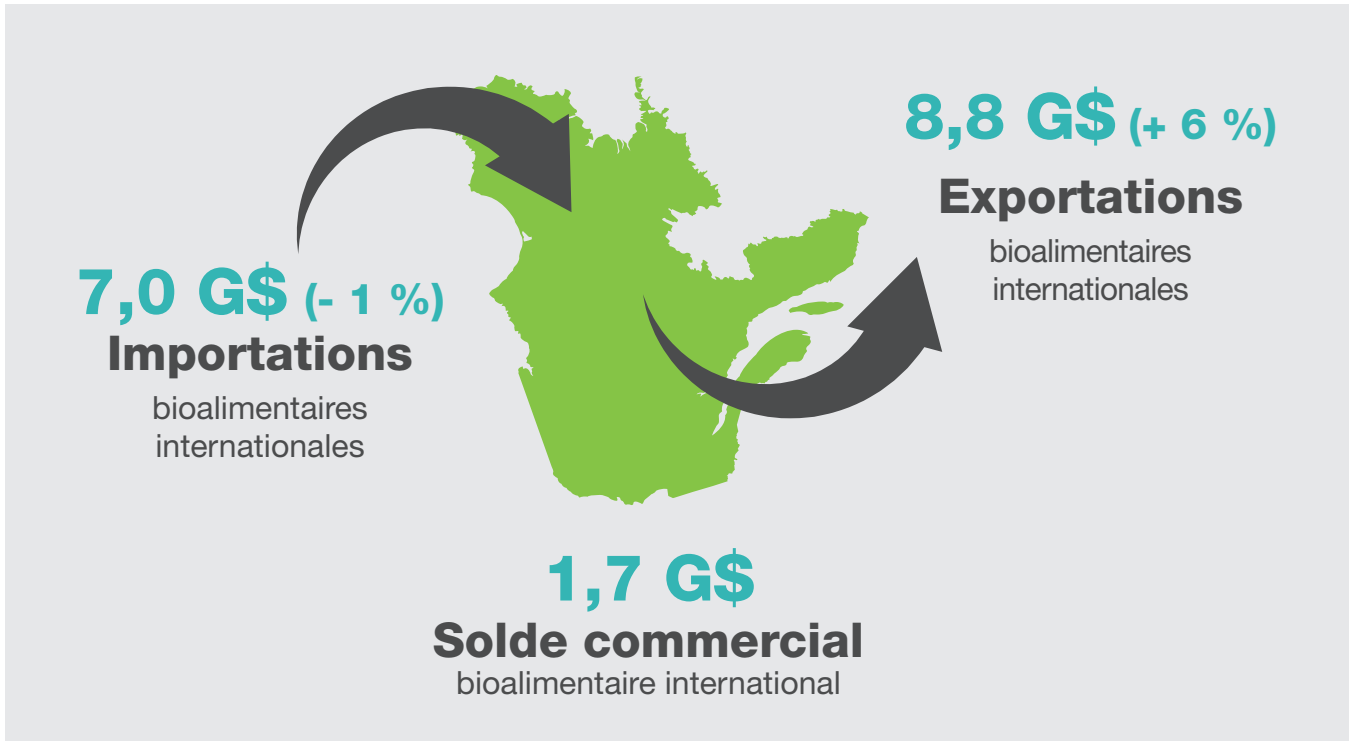 8,8 G$ (+ 6 %)
Exportations
bioalimentaires
internationales
7,0 G$ (- 1 %)
Importations
bioalimentaires
internationales
1,7 G$
Solde commercial
bioalimentaire international